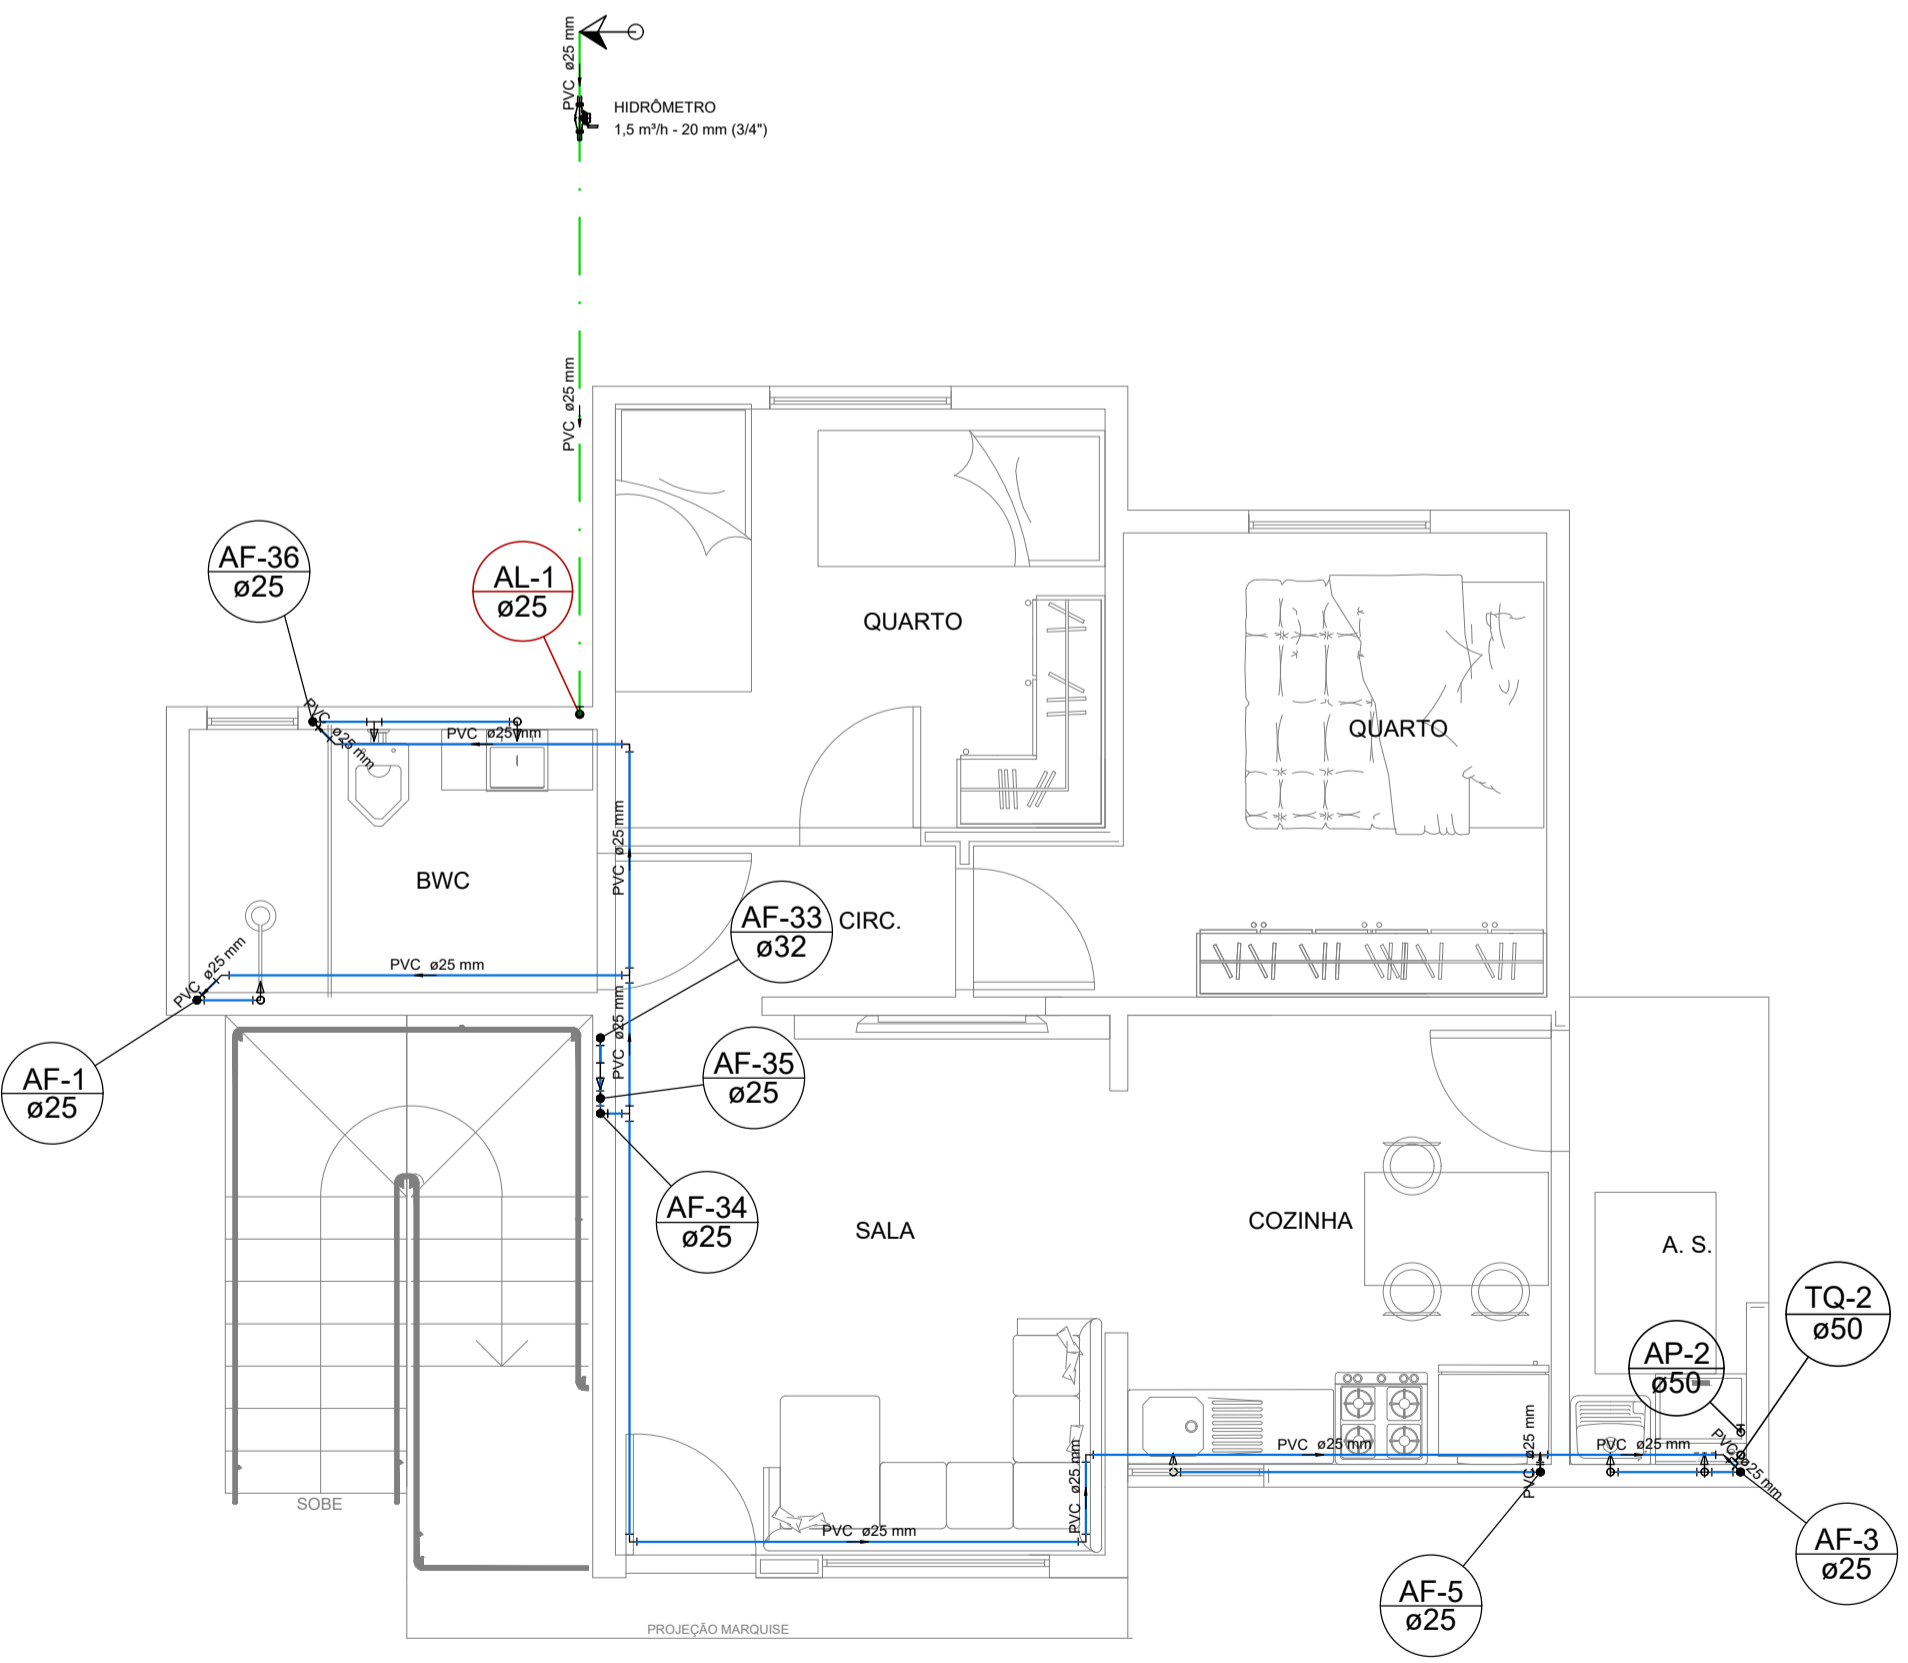 PVC ø25 mm
HIDRÔMETRO
1,5 m³/h - 20 mm (3/4")
PVC ø25 mm
AF-36
ø25
AL-1
ø25
QUARTO
QUARTO
PVC ø25 mm
PVC ø25 mm
PVC ø25 mm
BWC
AF-33
ø32
CIRC.
PVC ø25 mm
PVC ø25 mm
PVC ø25 mm
AF-1
ø25
AF-35
ø25
AF-34
ø25
SALA
COZINHA
A. S.
TQ-2
ø50
AP-2
ø50
PVC ø25 mm
PVC ø25 mm
PVC ø25 mm
PVC ø25 mm
PVC ø25 mm
PVC ø25 mm
SOBE
AF-3
ø25
AF-5
ø25
PROJEÇÃO MARQUISE